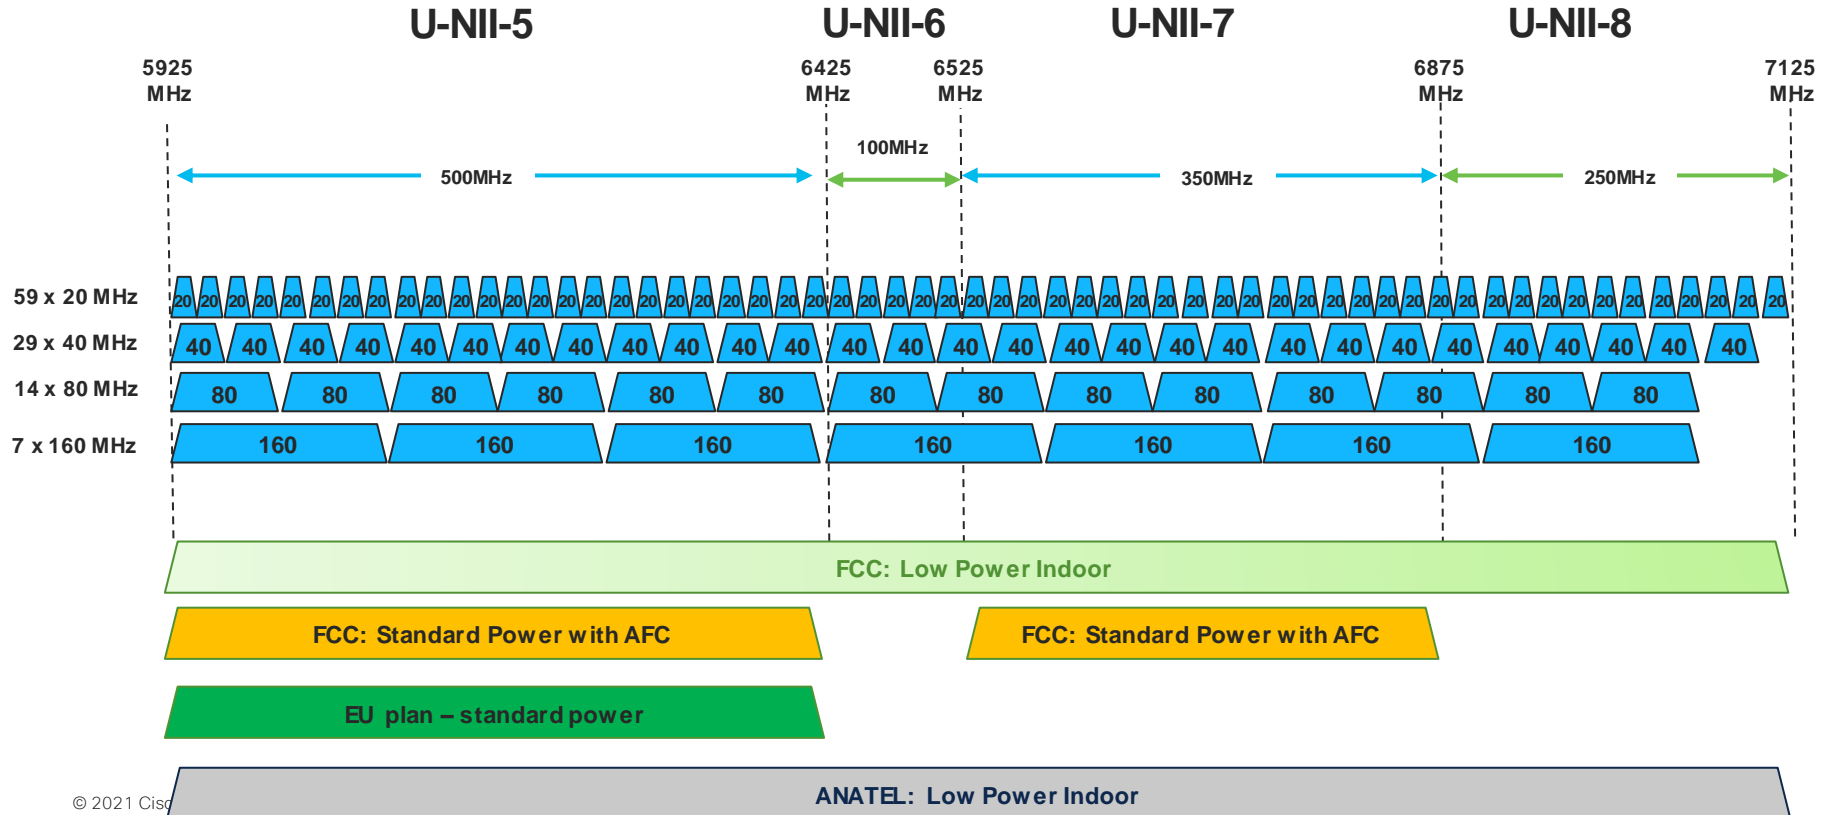 U-NII-5 U-NII-6 U-NII-7 U-NII-8
5925 6425 6525 6875 7125
MHz MHz MHz MHz MHz
100MHz
500MHz 350MHz 250MHz
59 x 20 MHz 20 20 20 20 20 20 20 20 20 20 20 20 20 20 20 20 20 20 20 20 20 20 20 20 20 20 20 20 20 20 20 20 20 20 20 20 20 20 20 20 20 20 20 20 20 20 20 20 20 20 20 20 20 20 20 20 20 20 20
29 x 40 MHz 40 40 40 40 40 40 40 40 40 40 40 40 40 40 40 40 40 40 40 40 40 40 40 40 40 40 40 40 40
14 x 80 MHz 80 80 80 80 80 80 80 80 80 80 80 80 80 80
7 x 160 MHz 160 160 160 160 160 160 160
FCC: Low Power Indoor
FCC: Standard Power with AFC FCC: Standard Power with AFC
EU plan – standard power
ANATEL: Low Power Indoor
© 2021